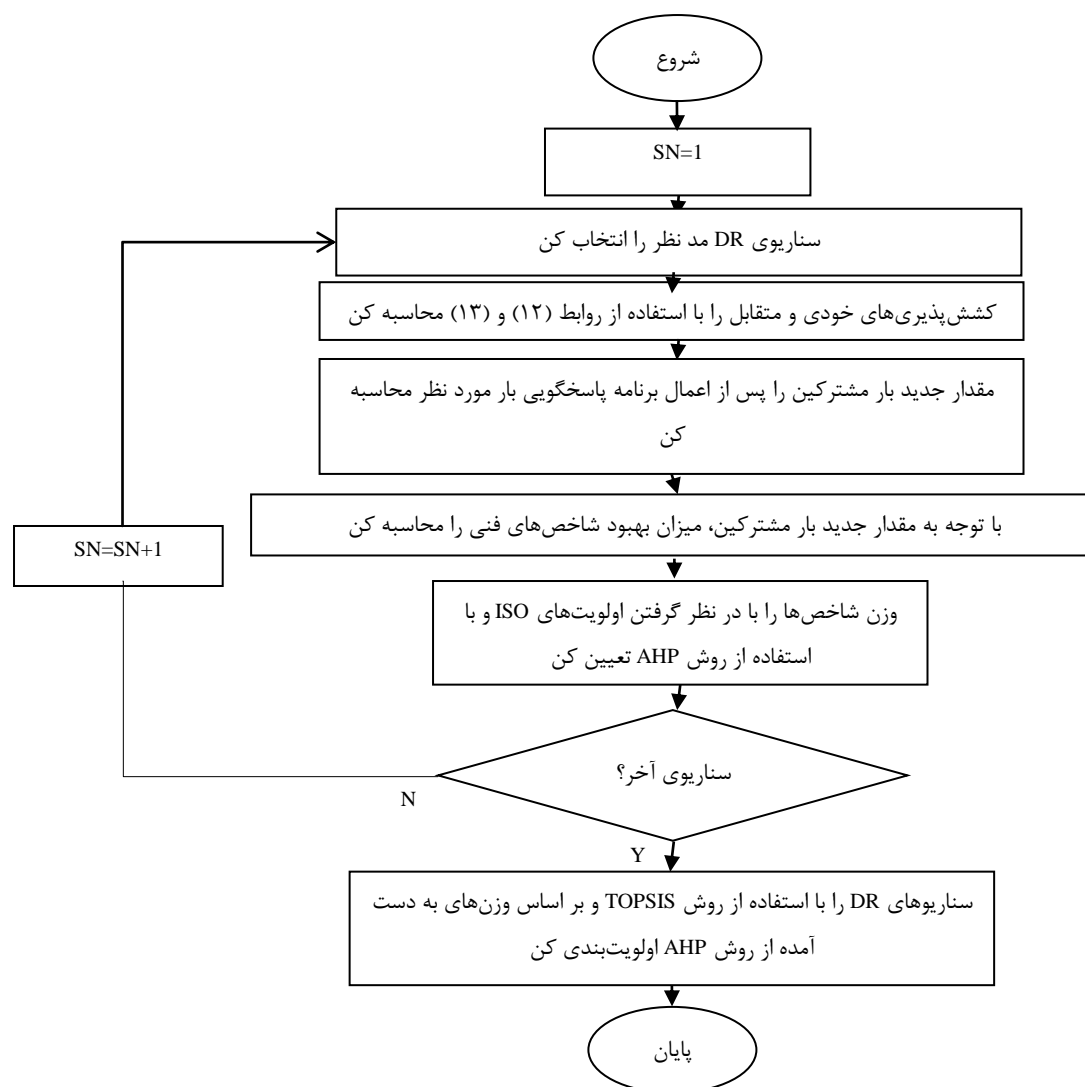 شروع
SN=1
سناریوی DR مد نظر را انتخاب کن
کشش‌پذیری‌های خودی و متقابل را با استفاده از روابط (۱۲) و (۱۳) محاسبه کن
مقدار جدید بار مشترکین را پس از اعمال برنامه پاسخگویی بار مورد نظر محاسبه
کن
با توجه به مقدار جدید بار مشترکین، میزان بهبود شاخص‌های فنی را محاسبه کن
SN=SN+1
وزن شاخص‌ها را با در نظر گرفتن اولویت‌های ISO و با
استفاده از روش AHP تعیین کن
سناریوی آخر؟
N
Y
سناریوهای DR را با استفاده از روش TOPSIS و بر اساس وزن‌های به دست
آمده از روش AHP اولویت‌بندی کن
پایان